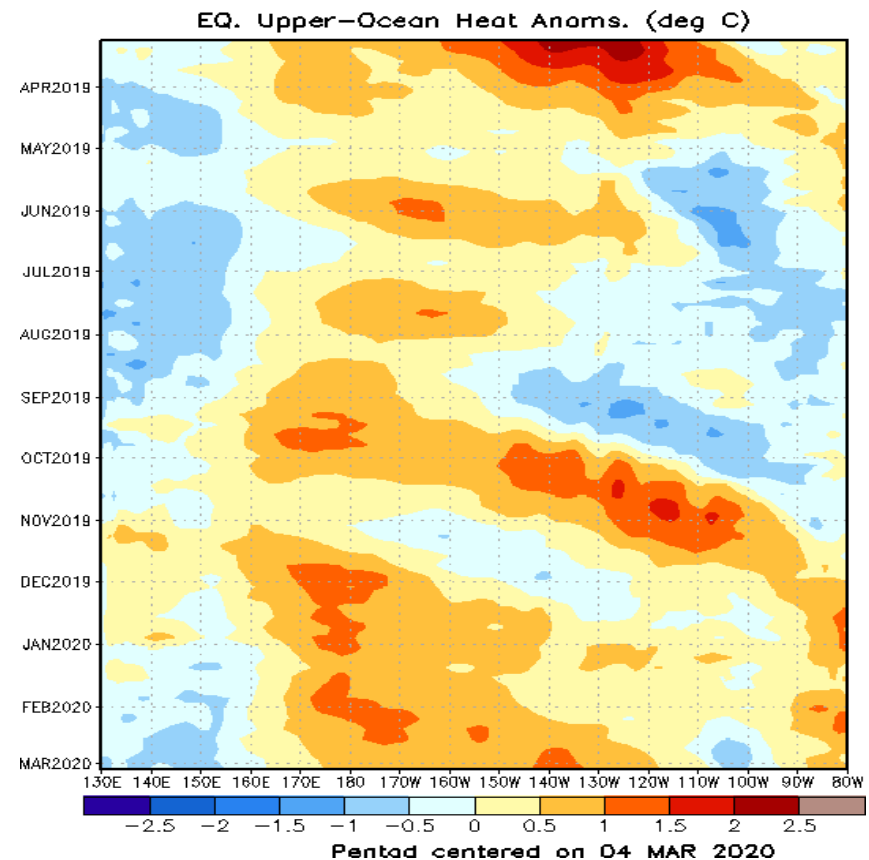 EQ. Upper-Ocean Heat Anoms. (deg C)
APR2019
MAY2019
JUN2019
JUL2019
AUG2019
SEP2019
OCT2019
NOV2019
DEC2019
JAN2020
FEB2020
MAR2020
130E 140E 150E 160E 170E 180 170W 160W 150W 140W 130W 120W 110W 100W 90W 80W
-2.5 -2 -1.5 -1 -0.5 0 0.5 1 1.5 2 2.5
Pentad centered on 04 MAR 2020